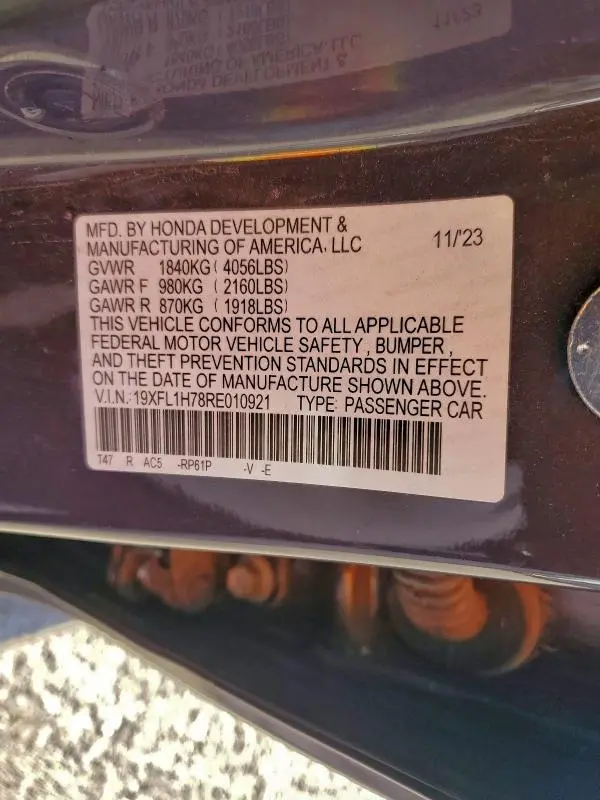 MFD. BY HONDA DEVELOPMENT &
MANUFACTURING OF AMERICA, LLC 11/'23
GVWR 1840KG ( 4056LBS)
GAWR F 980KG ( 2160LBS)
GAWR R 870KG ( 1918LBS)
THIS VEHICLE CONFORMS TO ALL APPLICABLE
FEDERAL MOTOR VEHICLE SAFETY , BUMPER ,
AND THEFT PREVENTION STANDARDS IN EFFECT
ON THE DATE OF MANUFACTURE SHOWN ABOVE.
V.I.N.: 19XFL1H78RE010921 TYPE: PASSENGER CAR
T47 R AC5 -RP61P -V -E